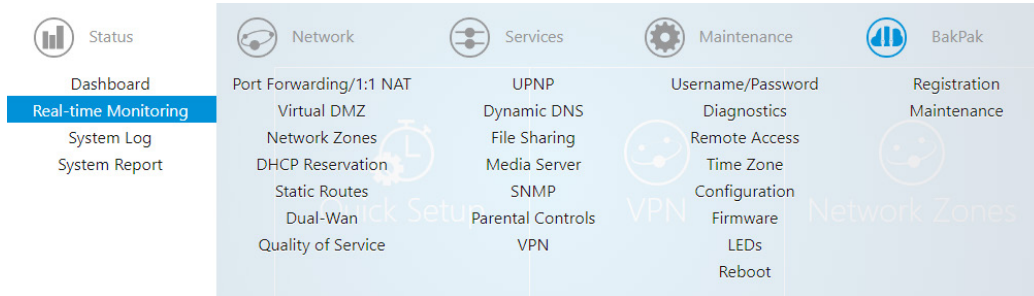 Status
Dashboard
Real-time Monitoring
System Log
System Report
Network
Port Forwarding/1:1 NAT
Virtual DMZ
Network Zones
DHCP Reservation
Static Routes
Dual-Wan
Quality of Service
Services
UPNP
Dynamic DNS
File Sharing
Media Server
SNMP
Parental Controls
VPN
Maintenance
Username/Password
Diagnostics
Remote Access
Time Zone
Configuration
Firmware
LEDs
Reboot
BakPak
Registration
Maintenance
Quick Setup
VPN
Network Zones